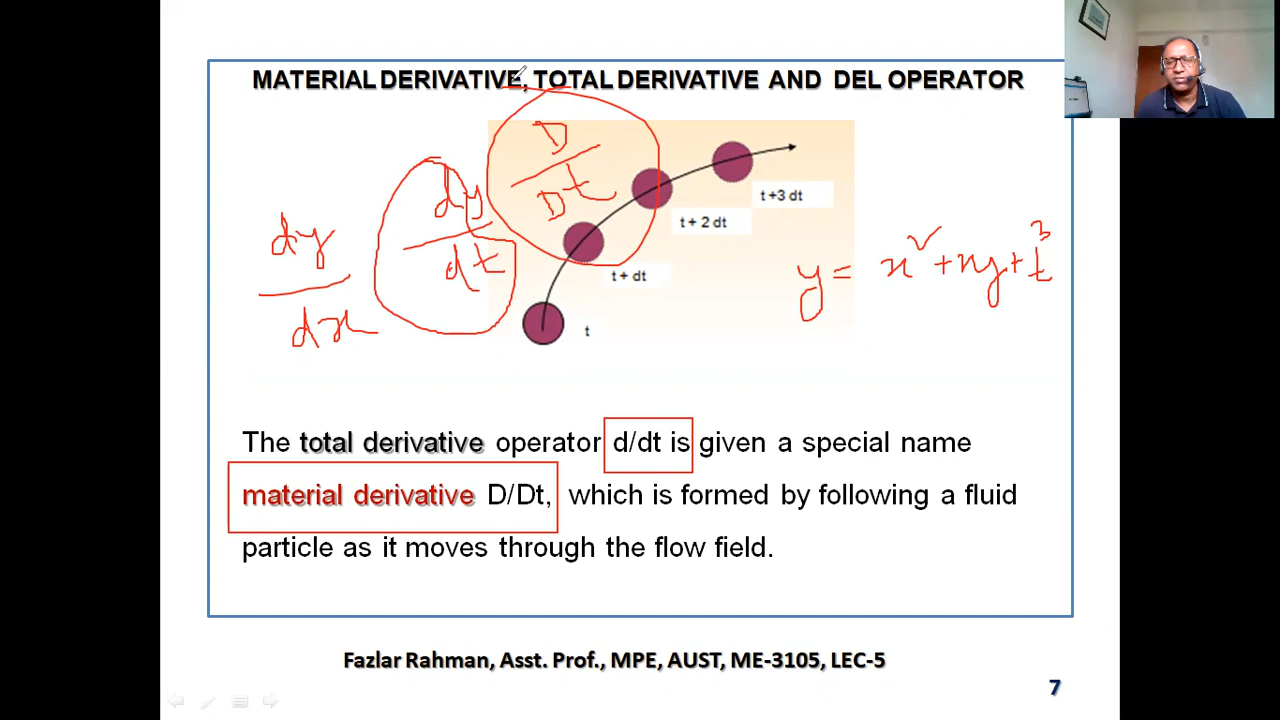 MATERIAL DERIVATIVE, TOTAL DERIVATIVE AND DEL OPERATOR
D
Dt
dy
dt
dy
dx
t +3 dt
t + 2 dt
t + dt
t
y = x² + xy + t³
The total derivative operator d/dt is given a special name
material derivative D/Dt, which is formed by following a fluid
particle as it moves through the flow field.
Fazlar Rahman, Asst. Prof., MPE, AUST, ME-3105, LEC-5
7